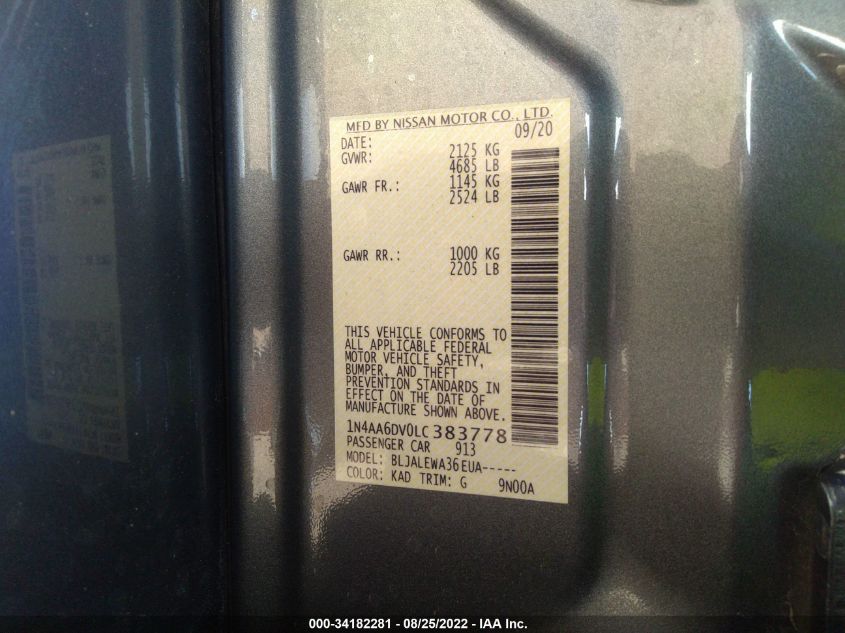 MFD BY NISSAN MOTOR CO., LTD.
DATE: 09/20
GVWR: 2125 KG
4685 LB
GAWR FR.: 1145 KG
2524 LB
GAWR RR.: 1000 KG
2205 LB
THIS VEHICLE CONFORMS TO
ALL APPLICABLE FEDERAL
MOTOR VEHICLE SAFETY,
BUMPER, AND THEFT
PREVENTION STANDARDS IN
EFFECT ON THE DATE OF
MANUFACTURE SHOWN ABOVE.
1N4AA6DV0LC383778
PASSENGER CAR 913
MODEL: BLJALEWA36EUA-----
COLOR: KAD TRIM: G 9N00A
000-34182281 - 08/25/2022 - IAA Inc.